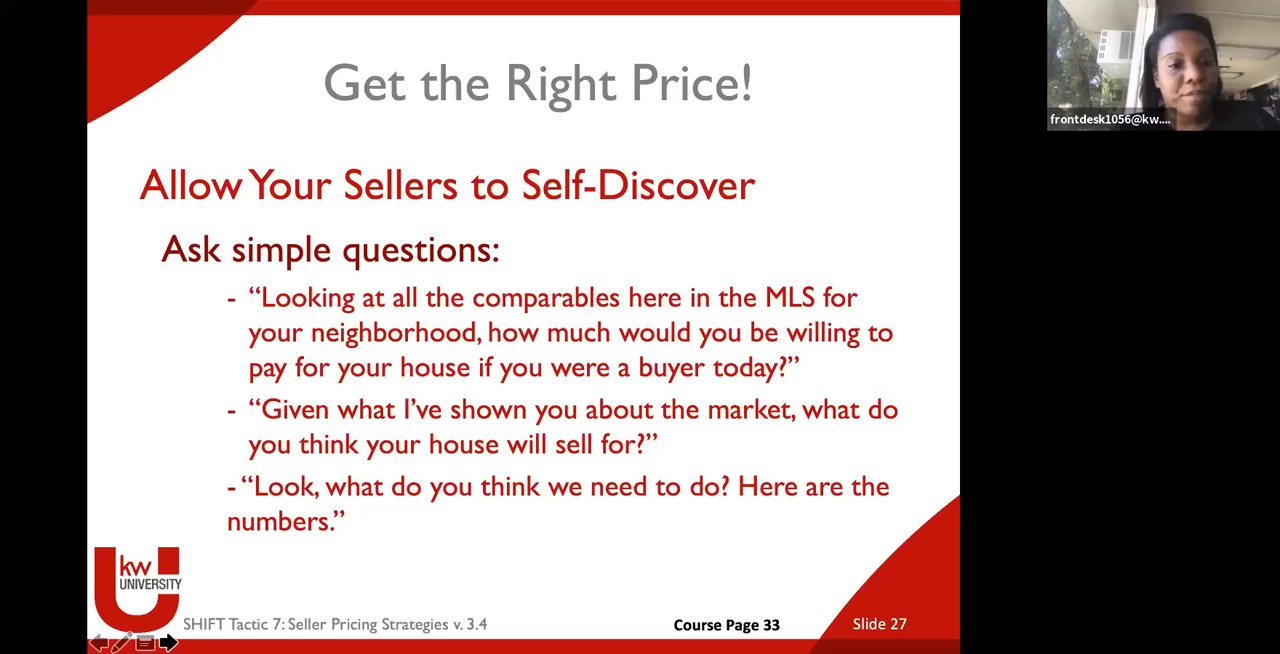 Get the Right Price!
frontdesk1056@kw....
Allow Your Sellers to Self-Discover
Ask simple questions:
- “Looking at all the comparables here in the MLS for
your neighborhood, how much would you be willing to
pay for your house if you were a buyer today?”
- “Given what I’ve shown you about the market, what do
you think your house will sell for?”
- “Look, what do you think we need to do? Here are the
numbers.”
kw
UNIVERSITY
SHIFT Tactic 7: Seller Pricing Strategies v. 3.4
Course Page 33
Slide 27